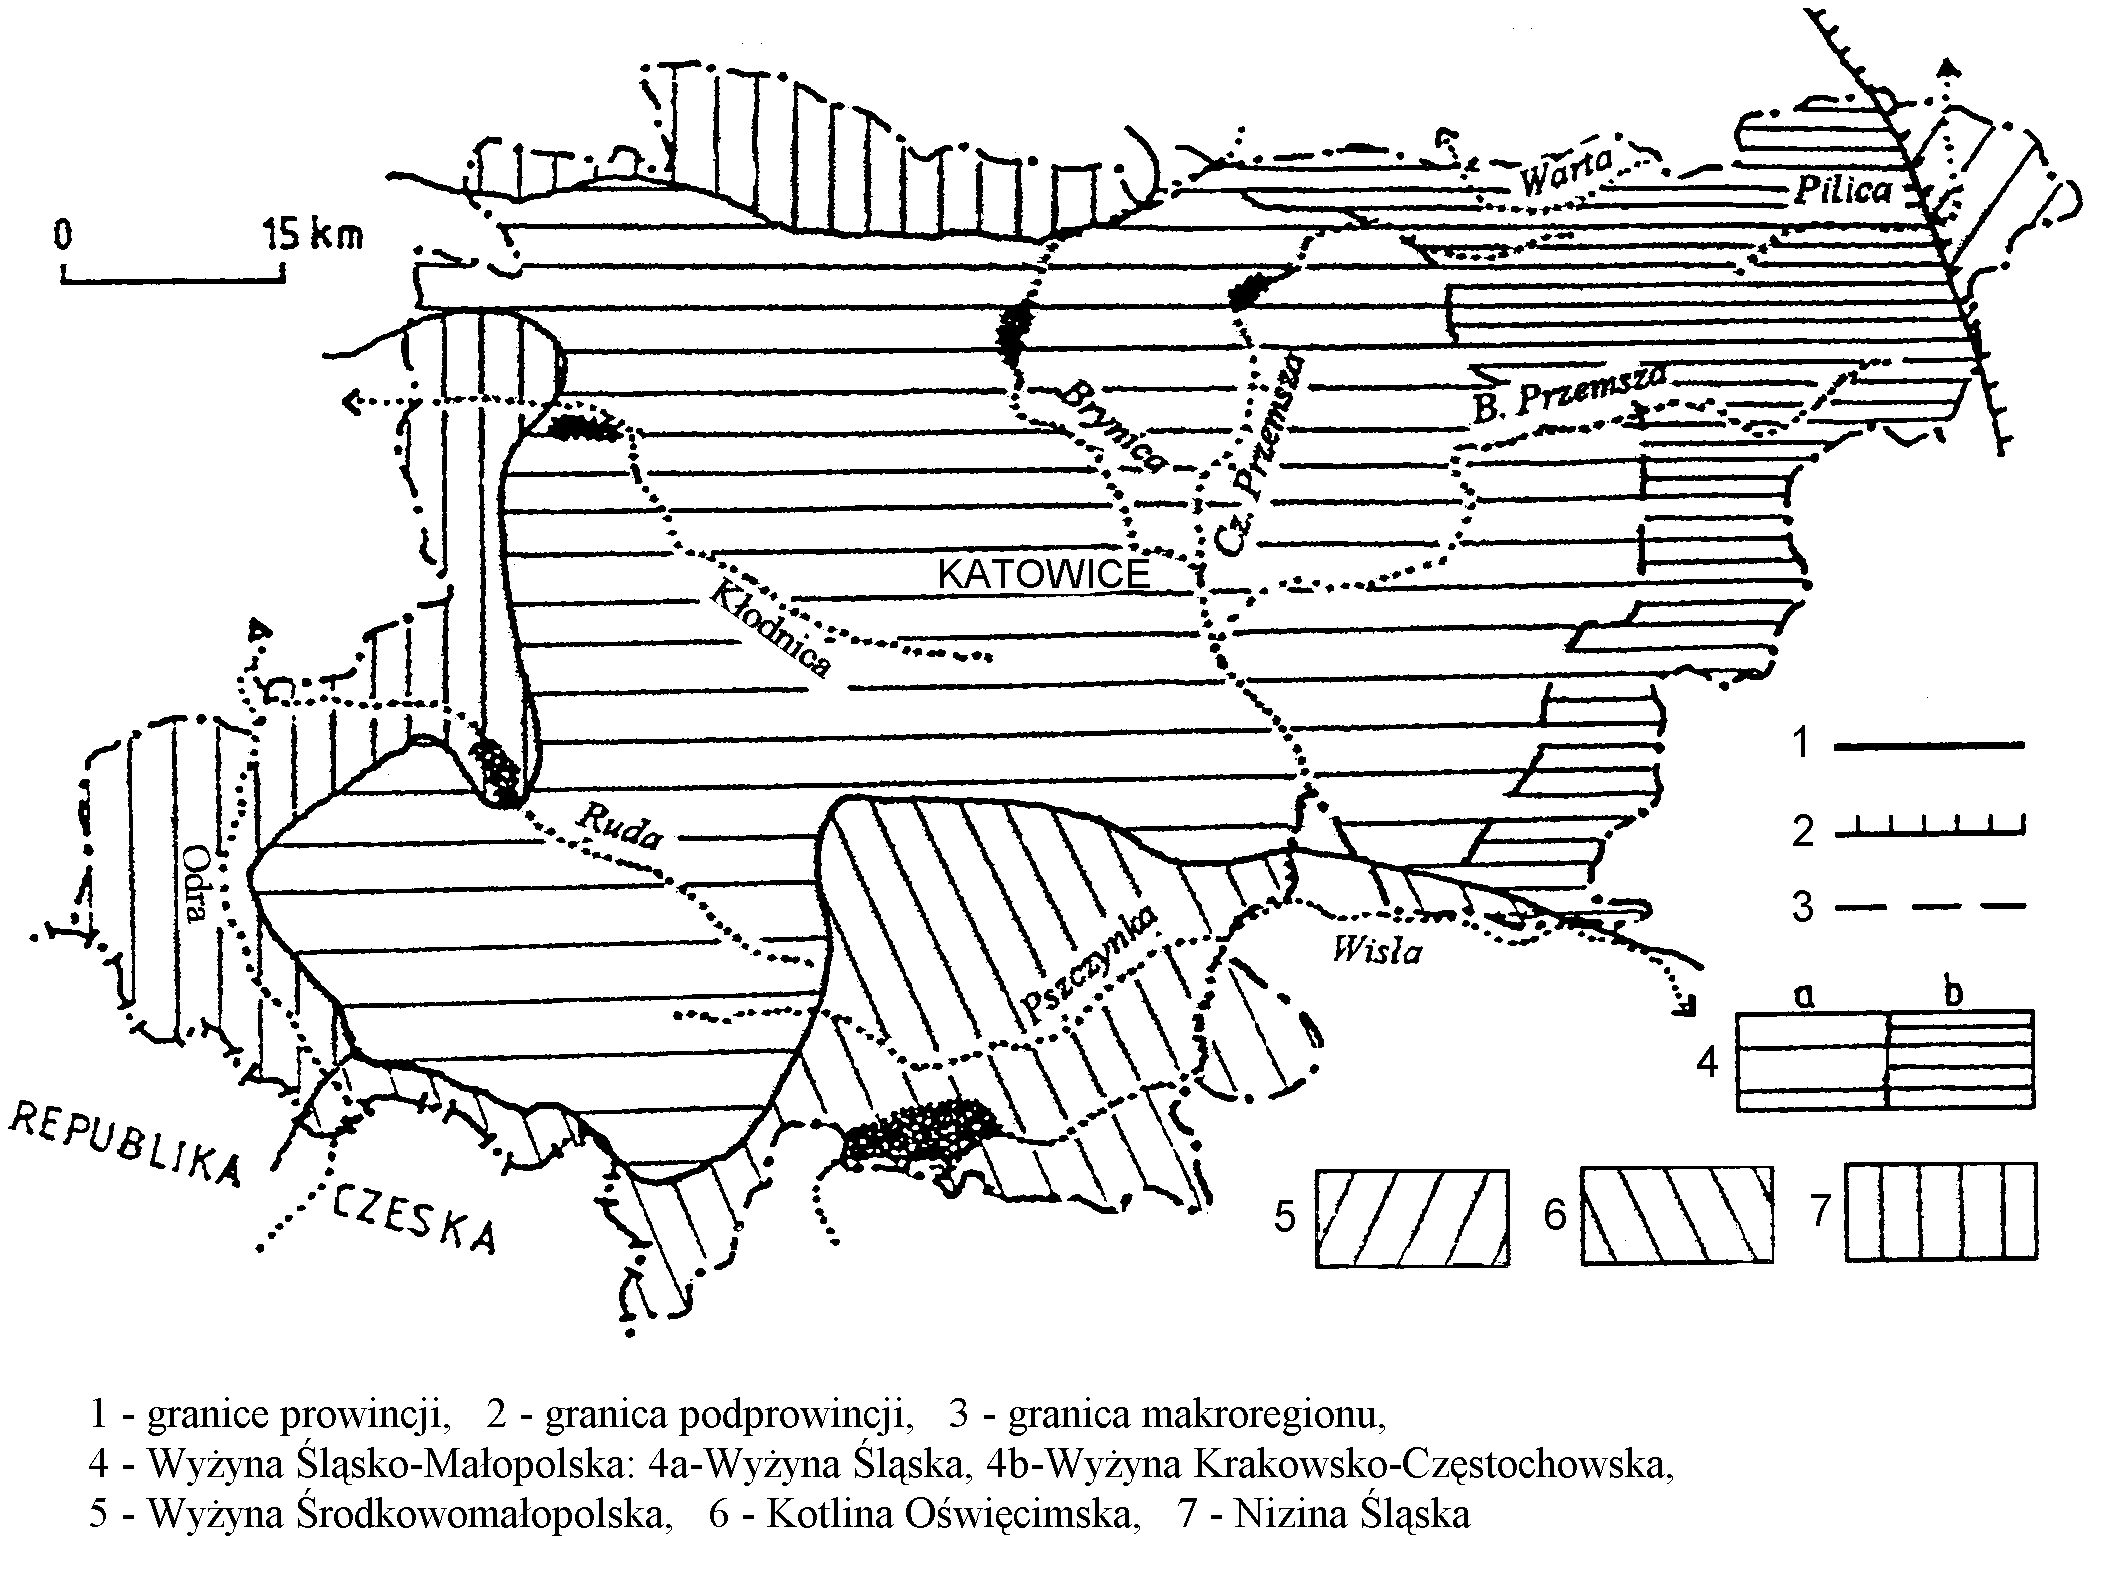 Warta
Pilica
0 15 km
Brynica
Cz. Przemsza
B. Przemsza
KATOWICE
Kłodnica
1
Ruda
2
Odra
3
Pszczynka
Wisła
a b
4
REPUBLIKA
CZESKA
5 6 7
1 - granice prowincji, 2 - granica podprowincji, 3 - granica makroregionu,
4 - Wyżyna Śląsko-Małopolska: 4a-Wyżyna Śląska, 4b-Wyżyna Krakowsko-Częstochowska,
5 - Wyżyna Środkowomałopolska, 6 - Kotlina Oświęcimska, 7 - Nizina Śląska